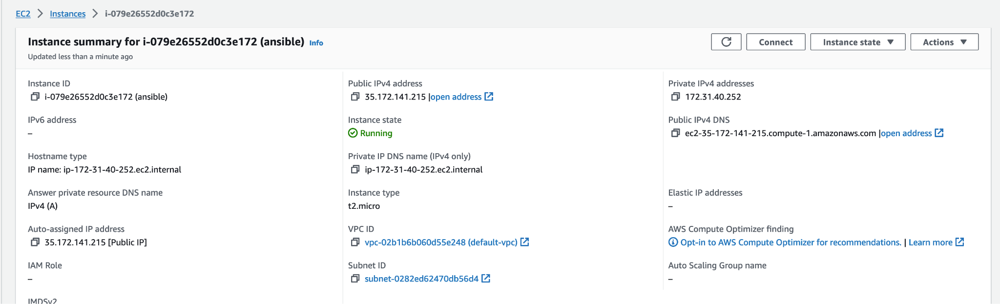 EC2 > Instances > i-079e26552d0c3e172
Instance summary for i-079e26552d0c3e172 (ansible) Info
Updated less than a minute ago
Connect
Instance state
Actions
Instance ID
i-079e26552d0c3e172 (ansible)
Public IPv4 address
35.172.141.215 |open address
Private IPv4 addresses
172.31.40.252
IPv6 address
–
Instance state
Running
Public IPv4 DNS
ec2-35-172-141-215.compute-1.amazonaws.com |open address
Hostname type
IP name: ip-172-31-40-252.ec2.internal
Private IP DNS name (IPv4 only)
ip-172-31-40-252.ec2.internal
Answer private resource DNS name
IPv4 (A)
Instance type
t2.micro
Elastic IP addresses
–
Auto-assigned IP address
35.172.141.215 [Public IP]
VPC ID
vpc-02b1b6b060d55e248 (default-vpc)
AWS Compute Optimizer finding
Opt-in to AWS Compute Optimizer for recommendations. | Learn more
IAM Role
–
Subnet ID
subnet-0282ed62470db56d4
Auto Scaling Group name
–
IMDSv2